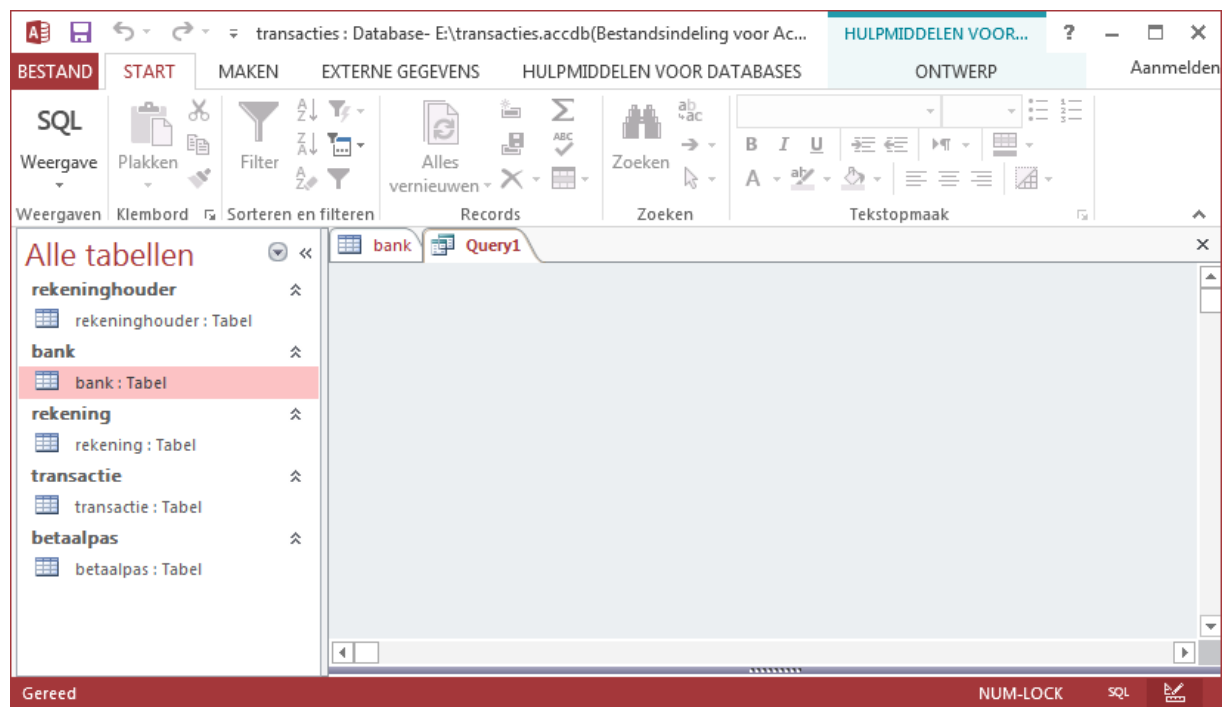 transacties : Database- E:\transacties.accdb(Bestandsindeling voor Ac... HULPMIDDELEN VOOR... ?
BESTAND START MAKEN EXTERNE GEGEVENS HULPMIDDELEN VOOR DATABASES ONTWERP Aanmelden
SQL
Weergave Plakken Filter Alles vernieuwen Zoeken B I U A
Weergaven Klembord Sorteren en filteren Records Zoeken Tekstopmaak
Alle tabellen
bank Query1
rekeninghouder
rekeninghouder : Tabel
bank
bank : Tabel
rekening
rekening : Tabel
transactie
transactie : Tabel
betaalpas
betaalpas : Tabel
Gereed NUM-LOCK SQL